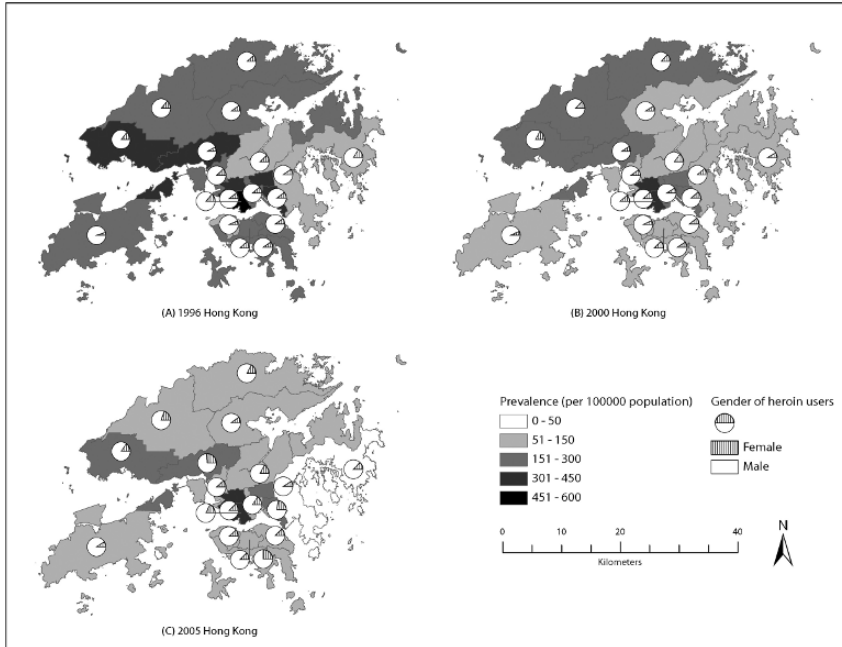 (A) 1996 Hong Kong
(B) 2000 Hong Kong
(C) 2005 Hong Kong
Prevalence (per 100000 population)
0 - 50
51 - 150
151 - 300
301 - 450
451 - 600
Gender of heroin users
Female
Male
N
0 10 20 40
Kilometers